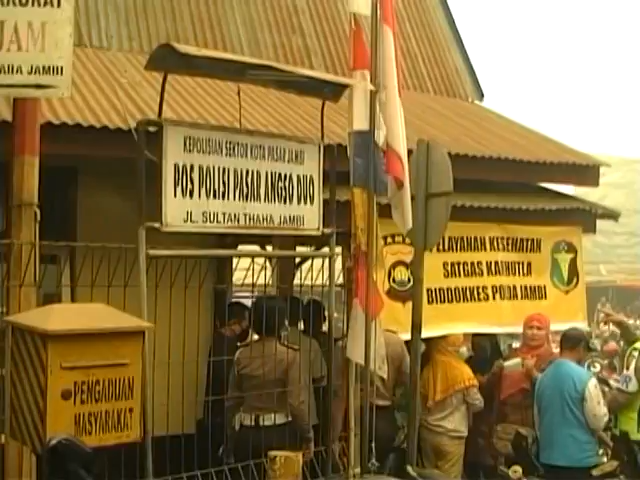 JAM
HAHA JAMBI
KEPOLISIAN SEKTOR KOTA PASAR JAMBI
POS POLISI PASAR ANGSO DUO
JL. SULTAN THAHA JAMBI
PELAYANAN KESEHATAN
SATGAS KARHUTLA
BIDDOKKES POLDA JAMBI
PENGADUAN
MASYARAKAT